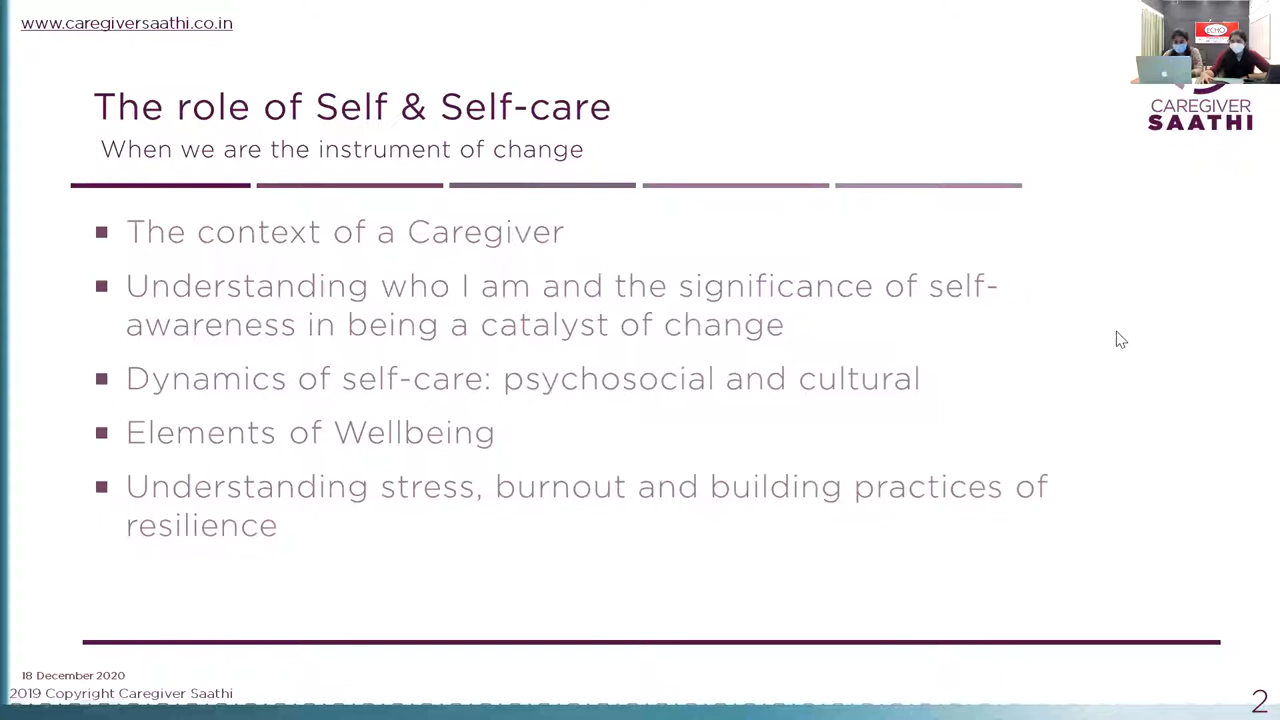 www.caregiversaathi.co.in
ECHO
CAREGIVER
SAATHI
The role of Self & Self-care
When we are the instrument of change
The context of a Caregiver
Understanding who I am and the significance of self-
awareness in being a catalyst of change
Dynamics of self-care: psychosocial and cultural
Elements of Wellbeing
Understanding stress, burnout and building practices of
resilience
18 December 2020
2019 Copyright Caregiver Saathi
2